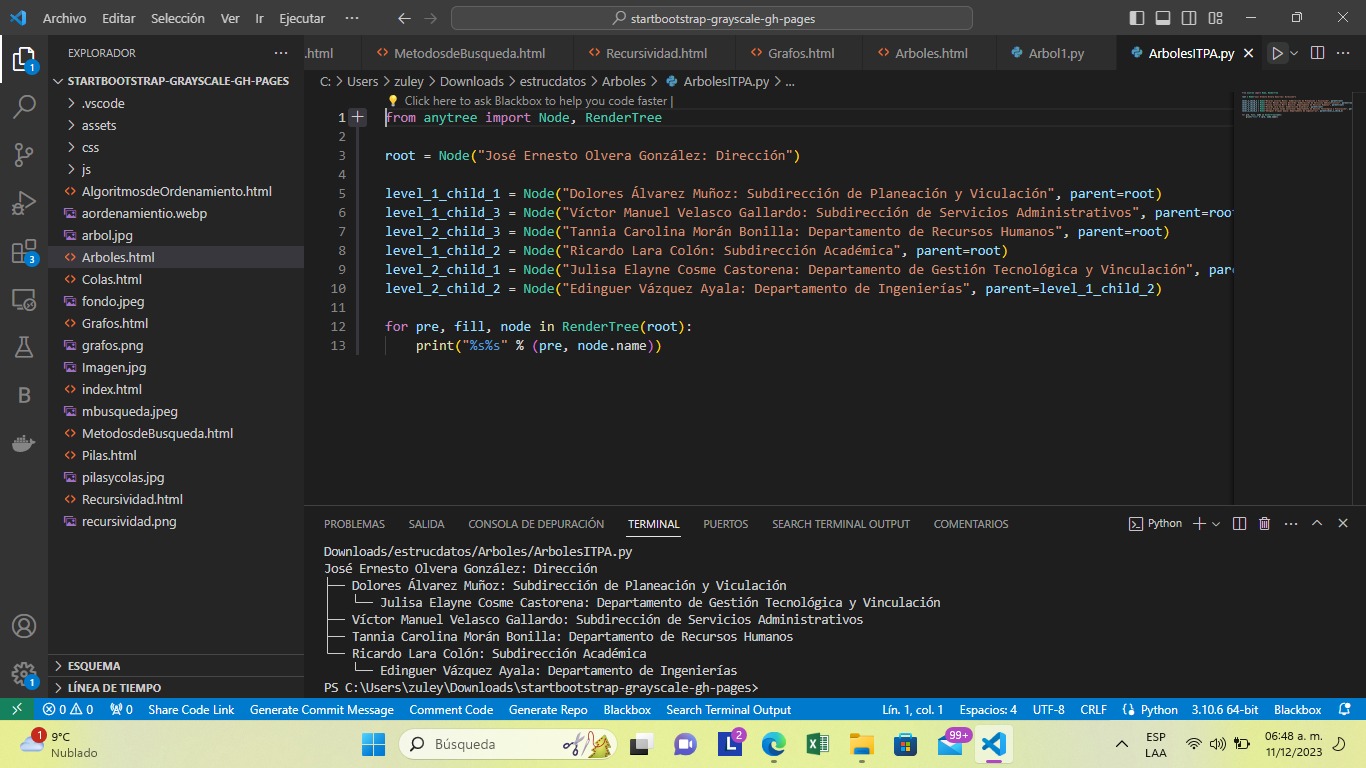 Archivo Editar Selección Ver Ir Ejecutar ··· startbootstrap-grayscale-gh-pages
EXPLORADOR ···
STARTBOOTSTRAP-GRAYSCALE-GH-PAGES
.vscode
assets
css
js
AlgoritmosdeOrdenamiento.html
aordenamientio.webp
arbol.jpg
Arboles.html
Colas.html
fondo.jpeg
Grafos.html
grafos.png
Imagen.jpg
index.html
mbusqueda.jpeg
MetodosdeBusqueda.html
Pilas.html
pilasycolas.jpg
Recursividad.html
recursividad.png
ESQUEMA
LÍNEA DE TIEMPO
1
3
B
1
.html MetodosdeBusqueda.html Recursividad.html Grafos.html Arboles.html Arbol1.py ArbolesITPA.py
C: > Users > zuley > Downloads > estrucdatos > Arboles > ArbolesITPA.py > ...
Click here to ask Blackbox to help you code faster |
1 from anytree import Node, RenderTree
2
3 root = Node("José Ernesto Olvera González: Dirección")
4
5 level_1_child_1 = Node("Dolores Álvarez Muñoz: Subdirección de Planeación y Viculación", parent=root)
6 level_1_child_3 = Node("Víctor Manuel Velasco Gallardo: Subdirección de Servicios Administrativos", parent=roo
7 level_2_child_3 = Node("Tannia Carolina Morán Bonilla: Departamento de Recursos Humanos", parent=root)
8 level_1_child_2 = Node("Ricardo Lara Colón: Subdirección Académica", parent=root)
9 level_2_child_1 = Node("Julisa Elayne Cosme Castorena: Departamento de Gestión Tecnológica y Vinculación", par
10 level_2_child_2 = Node("Edinguer Vázquez Ayala: Departamento de Ingenierías", parent=level_1_child_2)
11
12 for pre, fill, node in RenderTree(root):
13 print("%s%s" % (pre, node.name))
PROBLEMAS SALIDA CONSOLA DE DEPURACIÓN TERMINAL PUERTOS SEARCH TERMINAL OUTPUT COMENTARIOS Python
Downloads/estrucdatos/Arboles/ArbolesITPA.py
José Ernesto Olvera González: Dirección
├── Dolores Álvarez Muñoz: Subdirección de Planeación y Viculación
│   └── Julisa Elayne Cosme Castorena: Departamento de Gestión Tecnológica y Vinculación
├── Víctor Manuel Velasco Gallardo: Subdirección de Servicios Administrativos
├── Tannia Carolina Morán Bonilla: Departamento de Recursos Humanos
└── Ricardo Lara Colón: Subdirección Académica
    └── Edinguer Vázquez Ayala: Departamento de Ingenierías
PS C:\Users\zuley\Downloads\startbootstrap-grayscale-gh-pages>
0 0 0 Share Code Link Generate Commit Message Comment Code Generate Repo Blackbox Search Terminal Output Lín. 1, col. 1 Espacios: 4 UTF-8 CRLF Python 3.10.6 64-bit Blackbox
1 9°C
Nublado
Búsqueda
L 2
99+
ESP
LAA
06:48 a. m.
11/12/2023